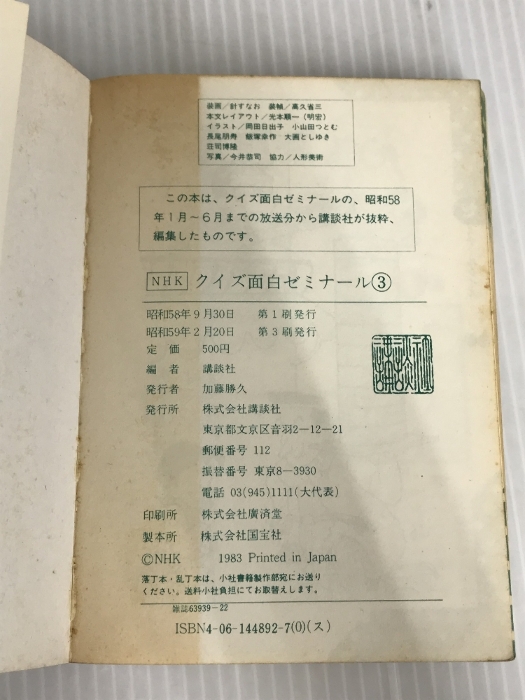 装画／針すなお　装幀／高久省三
本文レイアウト／光本順一（明宏）
イラスト／岡田日出子　小山田つとむ
長尾朋寿　飯塚幸作　大画としゆき
荘司博隆
写真／今井恭司　協力／人形美術
この本は、クイズ面白ゼミナールの、昭和58
年１月〜６月までの放送分から講談社が抜粋、
編集したものです。
NHK クイズ面白ゼミナール③
昭和58年９月30日　第１刷発行
昭和59年２月20日　第３刷発行
定　価　500円
編　者　講談社
発行者　加藤勝久
発行所　株式会社講談社
東京都文京区音羽2―12―21
郵便番号 112
振替番号 東京8―3930
電話 03(945)1111(大代表)
印刷所　株式会社廣済堂
製本所　株式会社国宝社
©NHK　1983 Printed in Japan
落丁本・乱丁本は、小社書籍製作部宛にお送り
ください。送料小社負担にてお取替えします。
雑誌63939－22
ISBN4-06-144892-7(0)(ス)